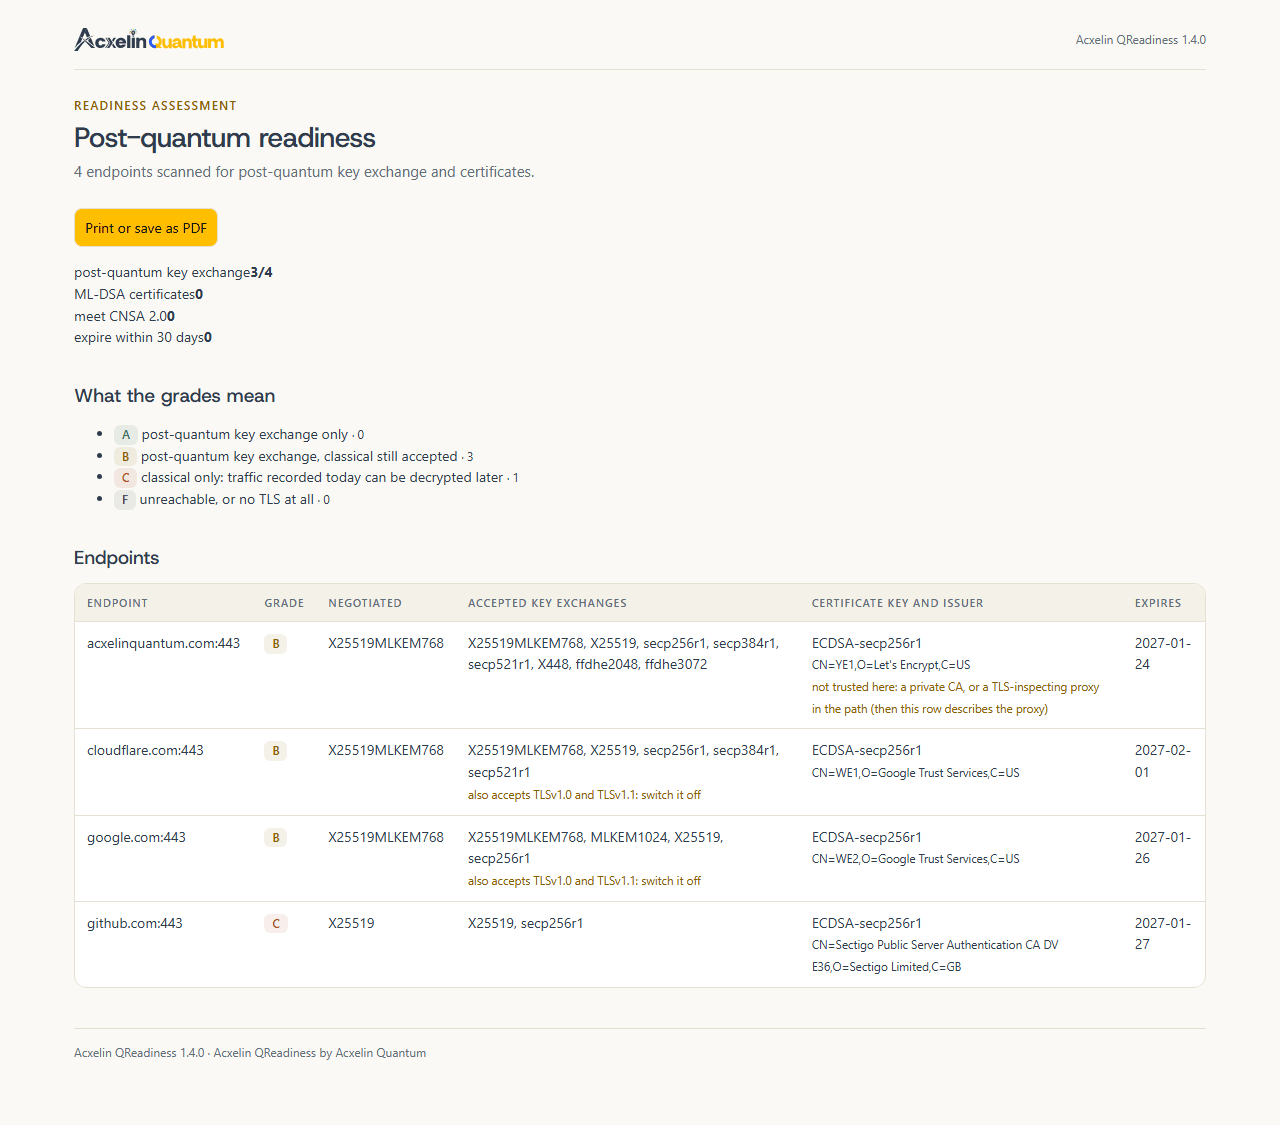 Acxelin Quantum
Acxelin QReadiness 1.4.0
READINESS ASSESSMENT
Post-quantum readiness
4 endpoints scanned for post-quantum key exchange and certificates.
Print or save as PDF
post-quantum key exchange3/4
ML-DSA certificates0
meet CNSA 2.00
expire within 30 days0
What the grades mean
• A post-quantum key exchange only · 0
• B post-quantum key exchange, classical still accepted · 3
• C classical only: traffic recorded today can be decrypted later · 1
• F unreachable, or no TLS at all · 0
Endpoints
ENDPOINT GRADE NEGOTIATED ACCEPTED KEY EXCHANGES CERTIFICATE KEY AND ISSUER EXPIRES
acxelinquantum.com:443 B X25519MLKEM768 X25519MLKEM768, X25519, secp256r1, secp384r1, ECDSA-secp256r1 2027-01-
secp521r1, X448, ffdhe2048, ffdhe3072 CN=YE1,O=Let's Encrypt,C=US 24
not trusted here: a private CA, or a TLS-inspecting proxy
in the path (then this row describes the proxy)
cloudflare.com:443 B X25519MLKEM768 X25519MLKEM768, X25519, secp256r1, secp384r1, ECDSA-secp256r1 2027-02-
secp521r1 CN=WE1,O=Google Trust Services,C=US 01
also accepts TLSv1.0 and TLSv1.1: switch it off
google.com:443 B X25519MLKEM768 X25519MLKEM768, MLKEM1024, X25519, ECDSA-secp256r1 2027-01-
secp256r1 CN=WE2,O=Google Trust Services,C=US 26
also accepts TLSv1.0 and TLSv1.1: switch it off
github.com:443 C X25519 X25519, secp256r1 ECDSA-secp256r1 2027-01-
CN=Sectigo Public Server Authentication CA DV 27
E36,O=Sectigo Limited,C=GB
Acxelin QReadiness 1.4.0 · Acxelin QReadiness by Acxelin Quantum